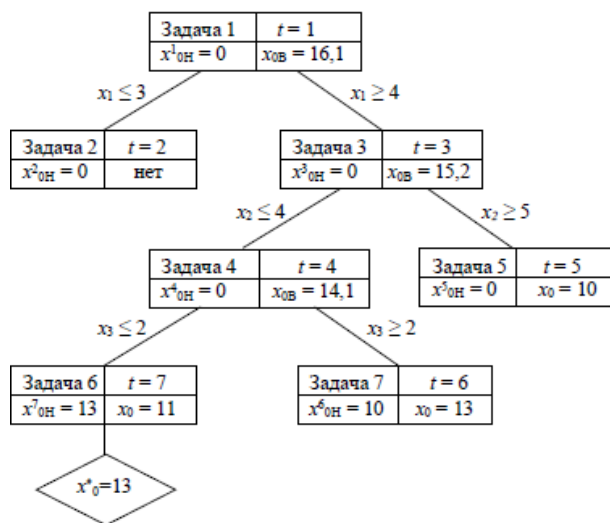 Задача 1 t = 1
x¹₀н = 0 x₀в = 16,1
x₁ ≤ 3 x₁ ≥ 4
Задача 2 t = 2
x²₀н = 0 нет
Задача 3 t = 3
x³₀н = 0 x₀в = 15,2
x₂ ≤ 4 x₂ ≥ 5
Задача 4 t = 4
x⁴₀н = 0 x₀в = 14,1
Задача 5 t = 5
x⁵₀н = 0 x₀ = 10
x₃ ≤ 2 x₃ ≥ 2
Задача 6 t = 7
x⁷₀н = 13 x₀ = 11
Задача 7 t = 6
x⁶₀н = 10 x₀ = 13
x*₀=13